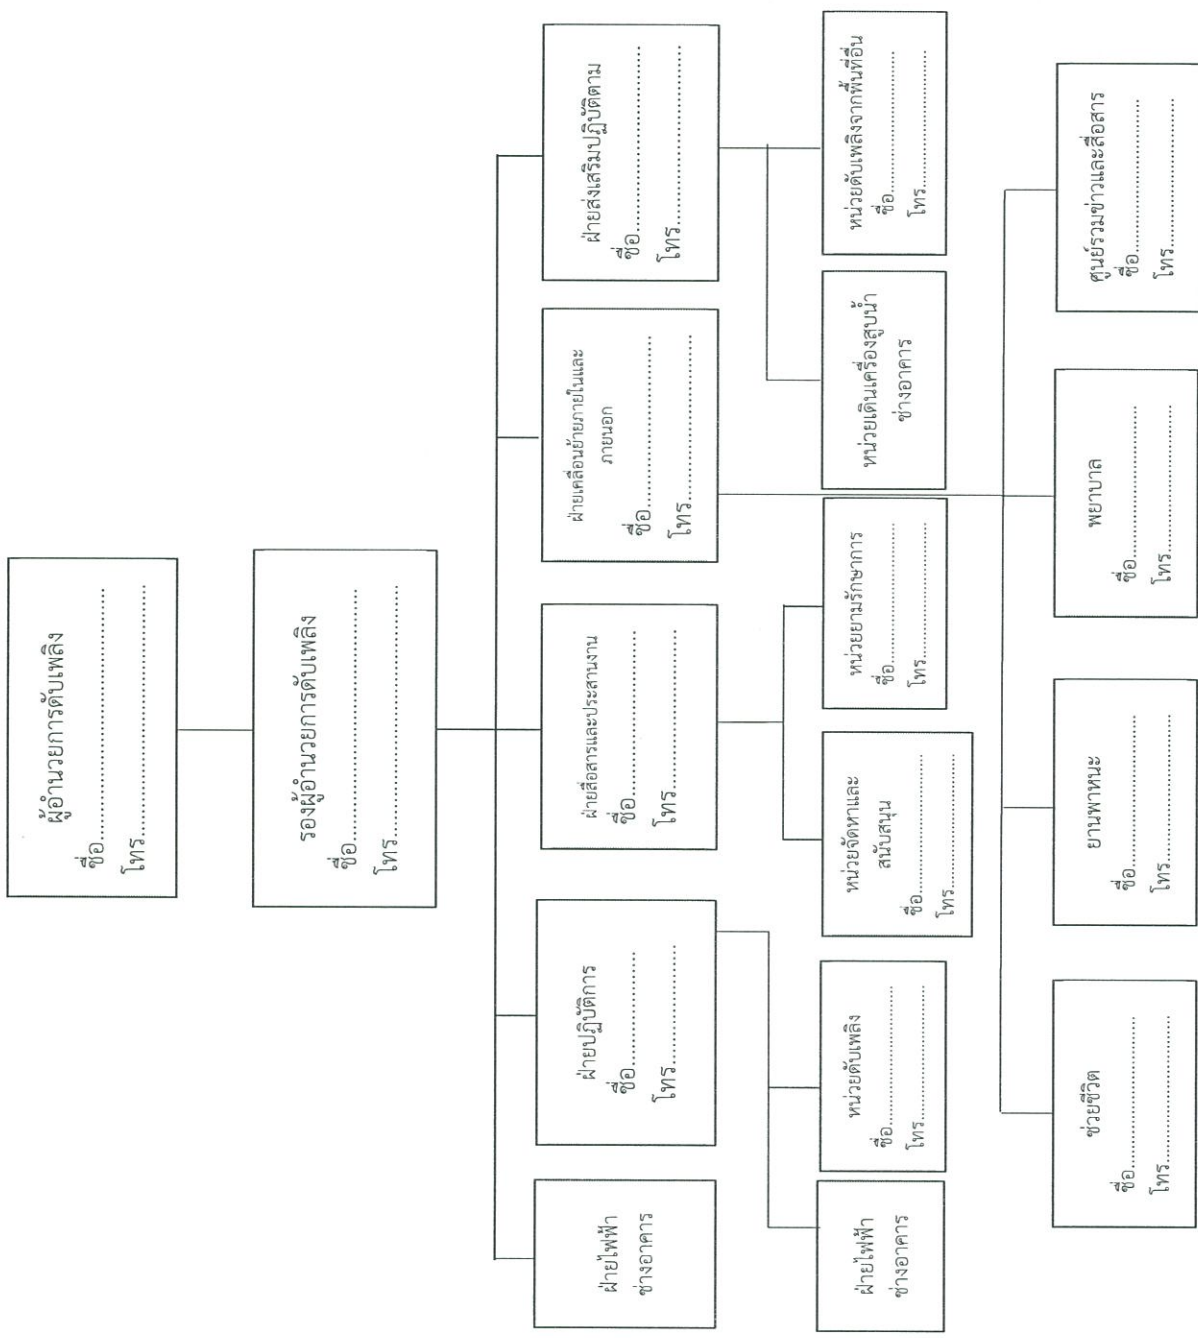 ผู้อำนวยการดับเพลิง
ชื่อ..............................
โทร..............................
รองผู้อำนวยการดับเพลิง
ชื่อ..............................
โทร..............................
ฝ่ายไฟฟ้า
ช่างอาคาร
ฝ่ายปฏิบัติการ
ชื่อ..............................
โทร..............................
ฝ่ายสื่อสารและประสานงาน
ชื่อ..............................
โทร..............................
ฝ่ายเคลื่อนย้ายภายในและ
ภายนอก
ชื่อ..............................
โทร..............................
ฝ่ายส่งเสริมปฏิบัติตาม
ชื่อ..............................
โทร..............................
ฝ่ายไฟฟ้า
ช่างอาคาร
หน่วยดับเพลิง
ชื่อ..............................
โทร..............................
หน่วยจัดหาและ
สนับสนุน
ชื่อ..............................
โทร..............................
หน่วยยามรักษาการ
ชื่อ..............................
โทร..............................
หน่วยเดินเครื่องสูบน้ำ
ช่างอาคาร
หน่วยดับเพลิงจากพื้นที่อื่น
ชื่อ..............................
โทร..............................
ช่วยชีวิต
ชื่อ..............................
โทร..............................
ยานพาหนะ
ชื่อ..............................
โทร..............................
พยาบาล
ชื่อ..............................
โทร..............................
ศูนย์รวมข่าวและสื่อสาร
ชื่อ..............................
โทร..............................